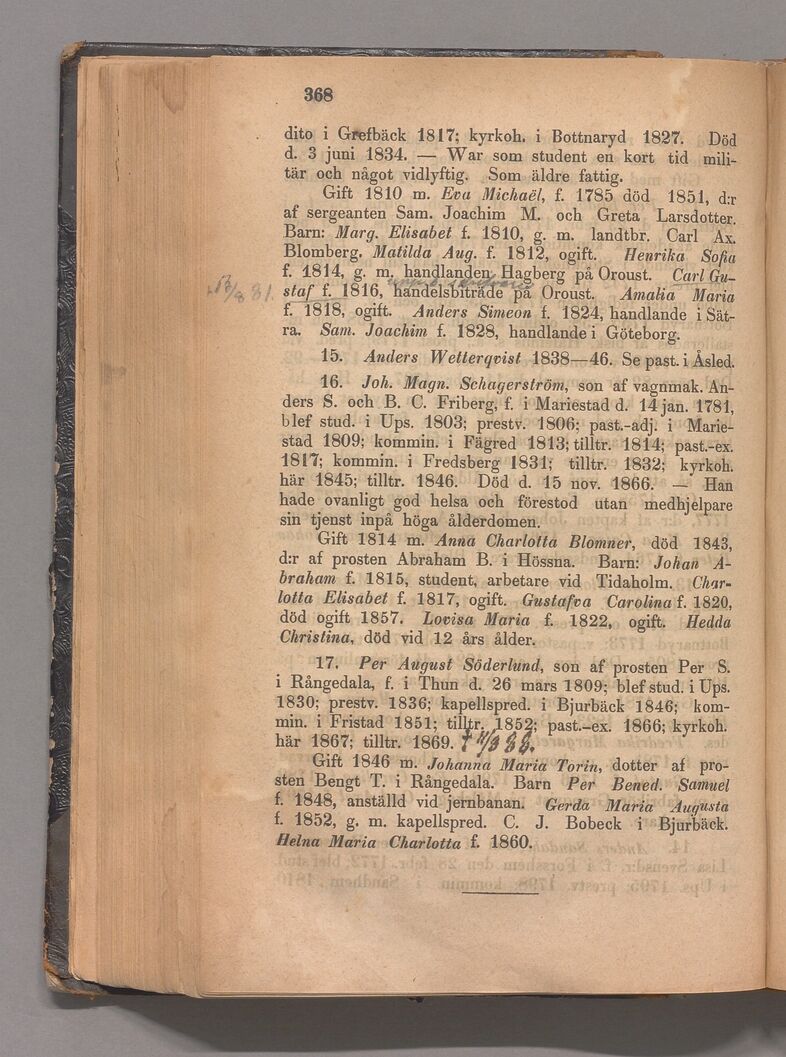 368
dito i Grefbäck 1817; kyrkoh. i Bottnaryd 1827. Död
d. 3 juni 1834. — War som student en kort tid mili-
tär och något vidlyftig. Som äldre fattig.
Gift 1810 m. Eva Michaël, f. 1785 död 1851, d:r
af sergeanten Sam. Joachim M. och Greta Larsdotter.
Barn: Marg. Elisabet f. 1810, g. m. landtbr. Carl Ax.
Blomberg. Matilda Aug. f. 1812, ogift. Henrika Sofia
f. 1814, g. m. handlanden Hagberg på Oroust. Carl Gu-
staf f. 1816, handelsbiträde på Oroust. Amalia Maria
f. 1818, ogift. Anders Simeon f. 1824, handlande i Sät-
ra. Sam. Joachim f. 1828, handlande i Göteborg.
15. Anders Wetterqvist 1838—46. Se past. i Åsled.
16. Joh. Magn. Schagerström, son af vagnmak. An-
ders S. och B. C. Friberg, f. i Mariestad d. 14 jan. 1781,
blef stud. i Ups. 1803; prestv. 1806; past.-adj. i Marie-
stad 1809; kommin. i Fägred 1813; tilltr. 1814; past.-ex.
1817; kommin. i Fredsberg 1831; tilltr. 1832; kyrkoh.
här 1845; tilltr. 1846. Död d. 15 nov. 1866. — Han
hade ovanligt god helsa och förestod utan medhjelpare
sin tjenst inpå höga ålderdomen.
Gift 1814 m. Anna Charlotta Blomner, död 1843,
d:r af prosten Abraham B. i Hössna. Barn: Johan A-
braham f. 1815, student, arbetare vid Tidaholm. Char-
lotta Elisabet f. 1817, ogift. Gustafva Carolina f. 1820,
död ogift 1857. Lovisa Maria f. 1822, ogift. Hedda
Christina, död vid 12 års ålder.
17. Per August Söderlund, son af prosten Per S.
i Rångedala, f. i Thun d. 26 mars 1809; blef stud. i Ups.
1830; prestv. 1836; kapellspred. i Bjurbäck 1846; kom-
min. i Fristad 1851; tilltr. 1852; past.-ex. 1866; kyrkoh.
här 1867; tilltr. 1869.
Gift 1846 m. Johanna Maria Torin, dotter af pro-
sten Bengt T. i Rångedala. Barn Per Bened. Samuel
f. 1848, anställd vid jernbanan. Gerda Maria Augusta
f. 1852, g. m. kapellspred. C. J. Bobeck i Bjurbäck.
Helna Maria Charlotta f. 1860.